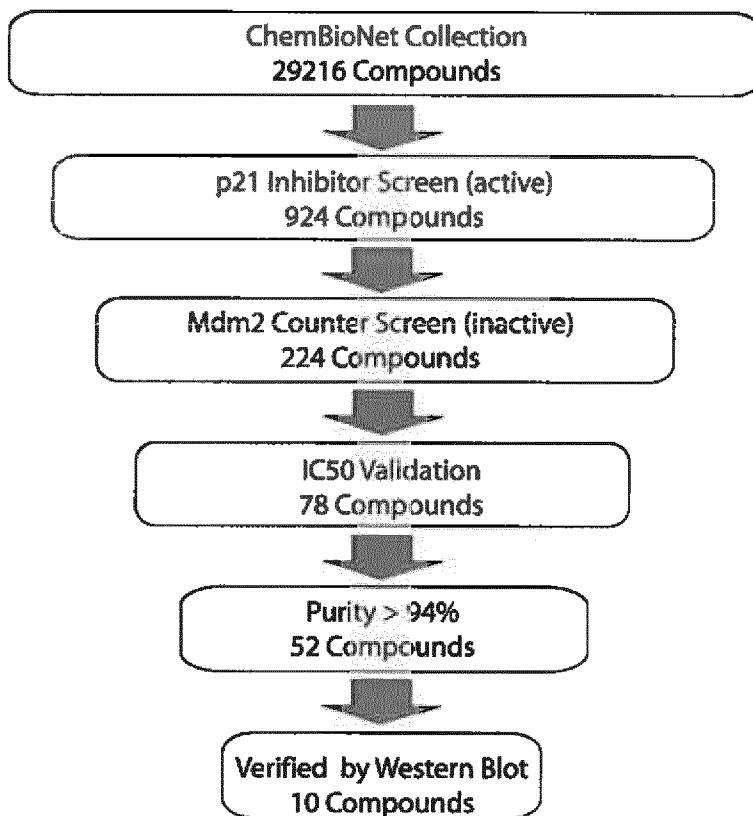 ChemBioNet Collection
29216 Compounds
p21 Inhibitor Screen (active)
924 Compounds
Mdm2 Counter Screen (inactive)
224 Compounds
IC50 Validation
78 Compounds
Purity > 94%
52 Compounds
Verified by Western Blot
10 Compounds